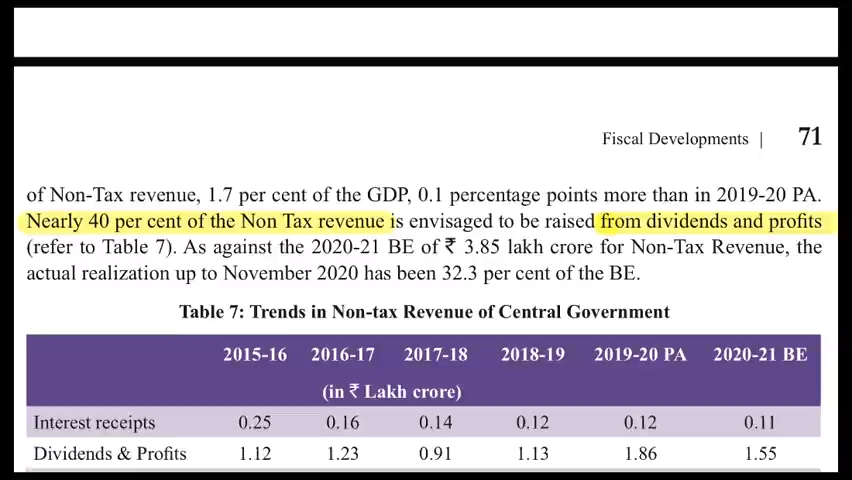 Fiscal Developments | 71
of Non-Tax revenue, 1.7 per cent of the GDP, 0.1 percentage points more than in 2019-20 PA.
Nearly 40 per cent of the Non Tax revenue is envisaged to be raised from dividends and profits
(refer to Table 7). As against the 2020-21 BE of ₹ 3.85 lakh crore for Non-Tax Revenue, the
actual realization up to November 2020 has been 32.3 per cent of the BE.
Table 7: Trends in Non-tax Revenue of Central Government
2015-16 2016-17 2017-18 2018-19 2019-20 PA 2020-21 BE
(in ₹ Lakh crore)
Interest receipts 0.25 0.16 0.14 0.12 0.12 0.11
Dividends & Profits 1.12 1.23 0.91 1.13 1.86 1.55